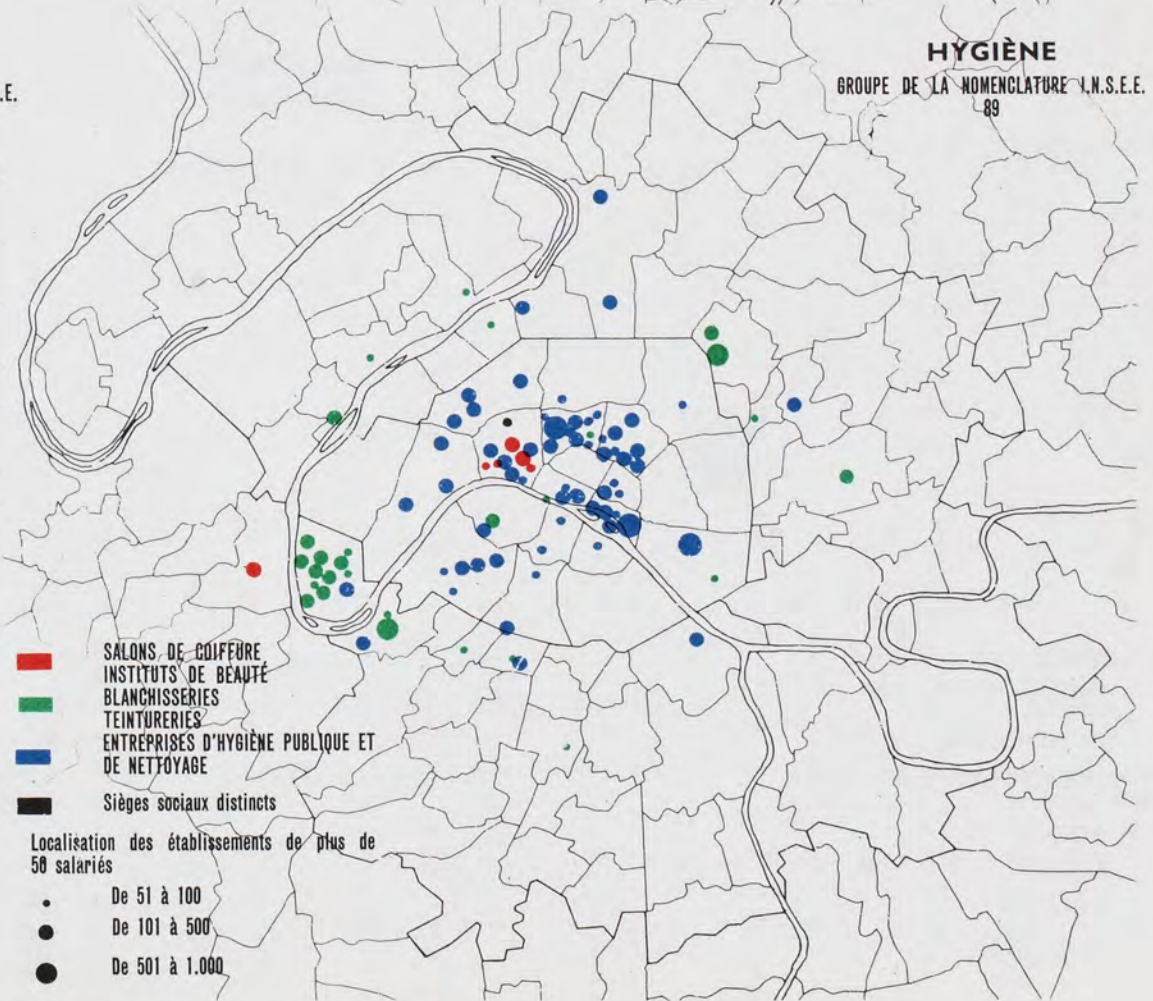 HYGIÈNE
GROUPE DE LA NOMENCLATURE I.N.S.E.E.
89
.E.
SALONS DE COIFFURE
INSTITUTS DE BEAUTÉ
BLANCHISSERIES
TEINTURERIES
ENTREPRISES D'HYGIÈNE PUBLIQUE ET
DE NETTOYAGE
Sièges sociaux distincts
Localisation des établissements de plus de
50 salariés
De 51 à 100
De 101 à 500
De 501 à 1.000